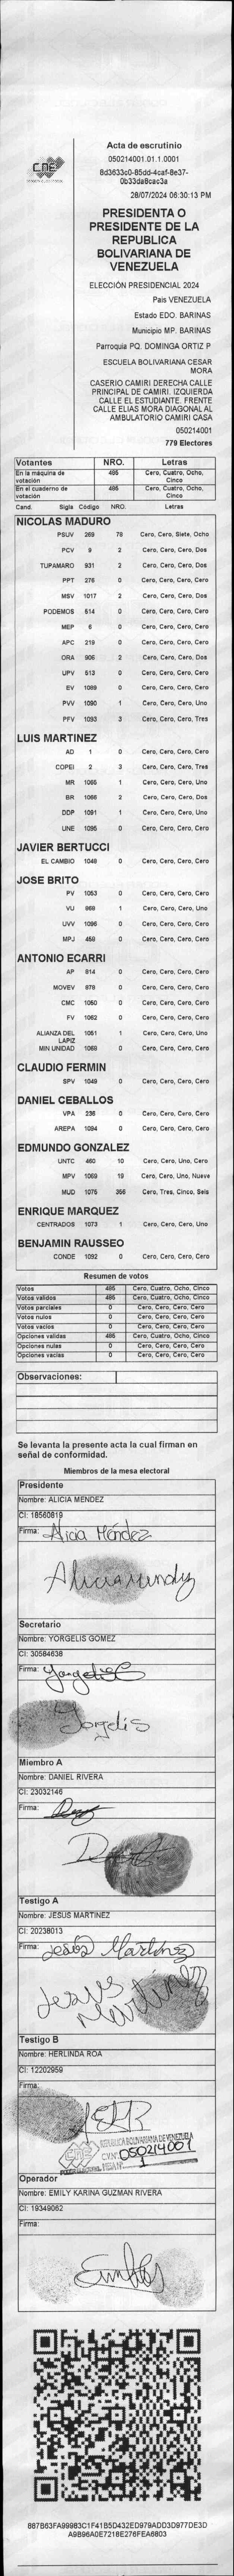 CNE
Acta de escrutinio
050214001.01.1.0001
8d3633c0-85dd-4caf-8e37-
0b33da8cac3a
28/07/2024 06:30:13 PM
PRESIDENTA O
PRESIDENTE DE LA
REPUBLICA
BOLIVARIANA DE
VENEZUELA
ELECCIÓN PRESIDENCIAL 2024
Pais VENEZUELA
Estado EDO. BARINAS
Municipio MP. BARINAS
Parroquia PQ. DOMINGA ORTIZ P
ESCUELA BOLIVARIANA CESAR
MORA
CASERIO CAMIRI DERECHA CALLE
PRINCIPAL DE CAMIRI. IZQUIERDA
CALLE EL ESTUDIANTE. FRENTE
CALLE ELIAS MORA DIAGONAL AL
AMBULATORIO CAMIRI CASA
050214001
779 Electores
Votantes NRO. Letras
En la máquina de votación 485 Cero, Cuatro, Ocho, Cinco
En el cuaderno de votación 485 Cero, Cuatro, Ocho, Cinco
Cand. Sigla Código NRO. Letras
NICOLAS MADURO
PSUV 269 78 Cero, Cero, Siete, Ocho
PCV 9 2 Cero, Cero, Cero, Dos
TUPAMARO 931 2 Cero, Cero, Cero, Dos
PPT 275 0 Cero, Cero, Cero, Cero
MSV 1017 2 Cero, Cero, Cero, Dos
PODEMOS 514 0 Cero, Cero, Cero, Cero
MEP 6 0 Cero, Cero, Cero, Cero
APC 219 0 Cero, Cero, Cero, Cero
ORA 906 2 Cero, Cero, Cero, Dos
UPV 513 0 Cero, Cero, Cero, Cero
EV 1089 0 Cero, Cero, Cero, Cero
PVV 1090 1 Cero, Cero, Cero, Uno
PFV 1093 3 Cero, Cero, Cero, Tres
LUIS MARTINEZ
AD 1 0 Cero, Cero, Cero, Cero
COPEI 2 3 Cero, Cero, Cero, Tres
MR 1065 1 Cero, Cero, Cero, Uno
BR 1066 2 Cero, Cero, Cero, Dos
DDP 1091 1 Cero, Cero, Cero, Uno
UNE 1095 0 Cero, Cero, Cero, Cero
JAVIER BERTUCCI
EL CAMBIO 1048 0 Cero, Cero, Cero, Cero
JOSE BRITO
PV 1053 0 Cero, Cero, Cero, Cero
VU 968 1 Cero, Cero, Cero, Uno
UVV 1096 0 Cero, Cero, Cero, Cero
MPJ 458 0 Cero, Cero, Cero, Cero
ANTONIO ECARRI
AP 814 0 Cero, Cero, Cero, Cero
MOVEV 878 0 Cero, Cero, Cero, Cero
CMC 1050 0 Cero, Cero, Cero, Cero
FV 1062 0 Cero, Cero, Cero, Cero
ALIANZA DEL LAPIZ 1051 1 Cero, Cero, Cero, Uno
MIN UNIDAD 1068 0 Cero, Cero, Cero, Cero
CLAUDIO FERMIN
SPV 1049 0 Cero, Cero, Cero, Cero
DANIEL CEBALLOS
VPA 236 0 Cero, Cero, Cero, Cero
AREPA 1094 0 Cero, Cero, Cero, Cero
EDMUNDO GONZALEZ
UNTC 460 10 Cero, Cero, Uno, Cero
MPV 1069 19 Cero, Cero, Uno, Nueve
MUD 1075 356 Cero, Tres, Cinco, Seis
ENRIQUE MARQUEZ
CENTRADOS 1073 1 Cero, Cero, Cero, Uno
BENJAMIN RAUSSEO
CONDE 1092 0 Cero, Cero, Cero, Cero
Resumen de votos
Votos 485 Cero, Cuatro, Ocho, Cinco
Votos validos 485 Cero, Cuatro, Ocho, Cinco
Votos parciales 0 Cero, Cero, Cero, Cero
Votos nulos 0 Cero, Cero, Cero, Cero
Votos vacios 0 Cero, Cero, Cero, Cero
Opciones validas 485 Cero, Cuatro, Ocho, Cinco
Opciones nulas 0 Cero, Cero, Cero, Cero
Opciones vacias 0 Cero, Cero, Cero, Cero
Observaciones:
Se levanta la presente acta la cual firman en
señal de conformidad.
Miembros de la mesa electoral
Presidente
Nombre: ALICIA MENDEZ
CI: 18560819
Firma: Alicia Méndez
Alicia Mendez
Secretario
Nombre: YORGELIS GOMEZ
CI: 30584638
Firma: Yorgelis
Yorgelis
Miembro A
Nombre: DANIEL RIVERA
CI: 23032146
Firma:
Testigo A
Nombre: JESUS MARTINEZ
CI: 20238013
Firma: Jesús Martínez
Jesus Martínez
Testigo B
Nombre: HERLINDA ROA
CI: 12202959
Firma:
REPUBLICA BOLIVARIANA DE VENEZUELA
050214001
1
Operador
Nombre: EMILY KARINA GUZMAN RIVERA
CI: 19349062
Firma:
887B63FA99983C1F41B5D432ED979ADD3D977DE3D
A9B96A0E7218E276FEA6803